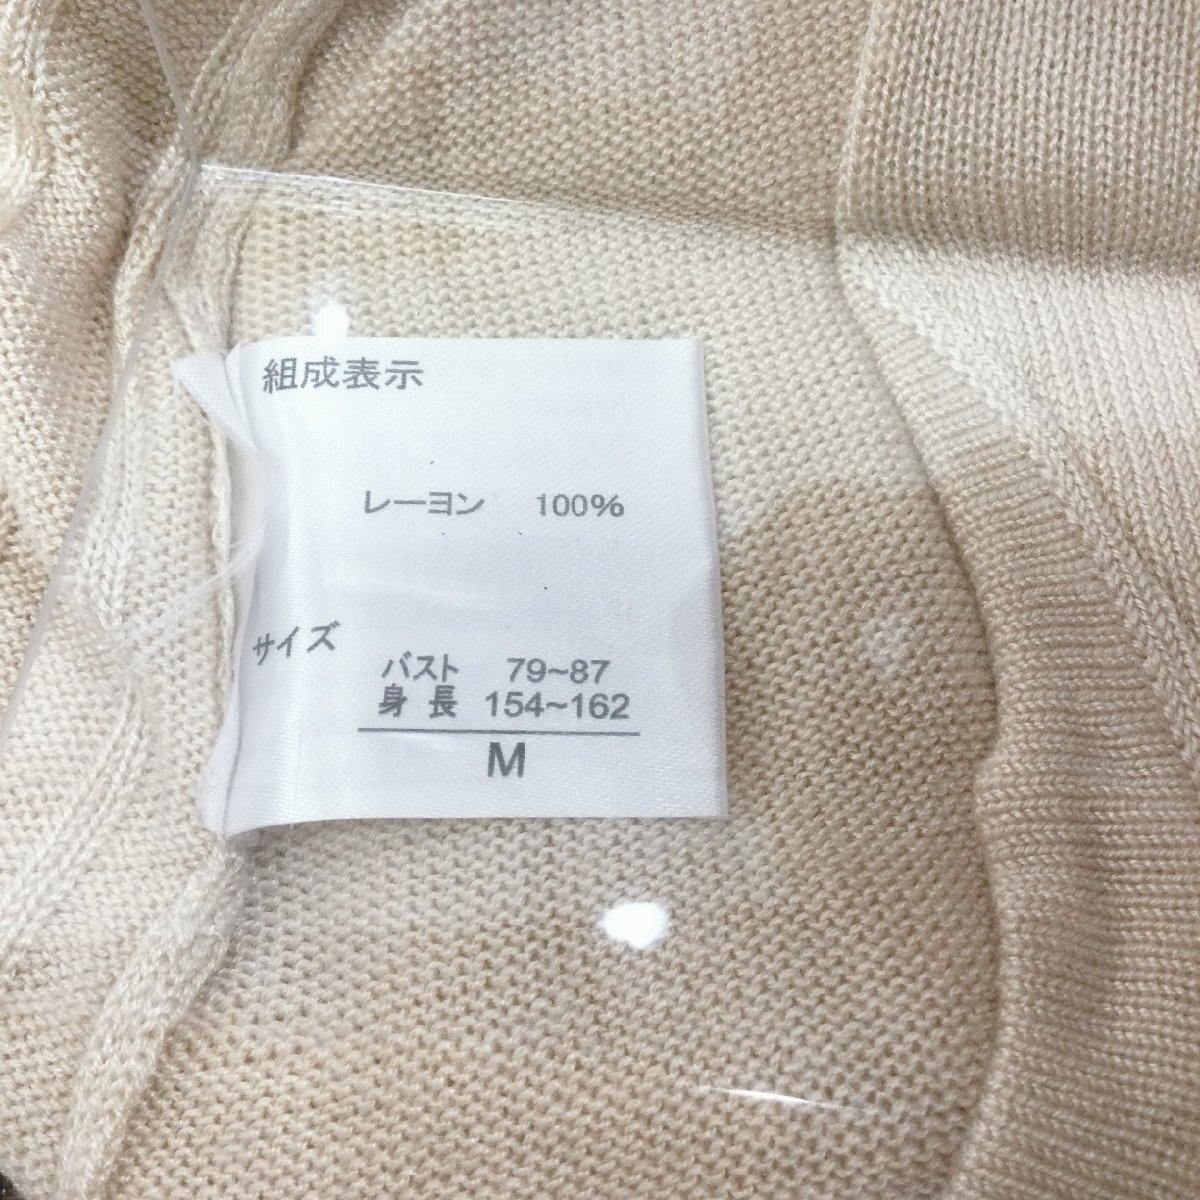 組成表示
レーヨン 100%
サイズ
バスト 79~87
身長 154~162
M